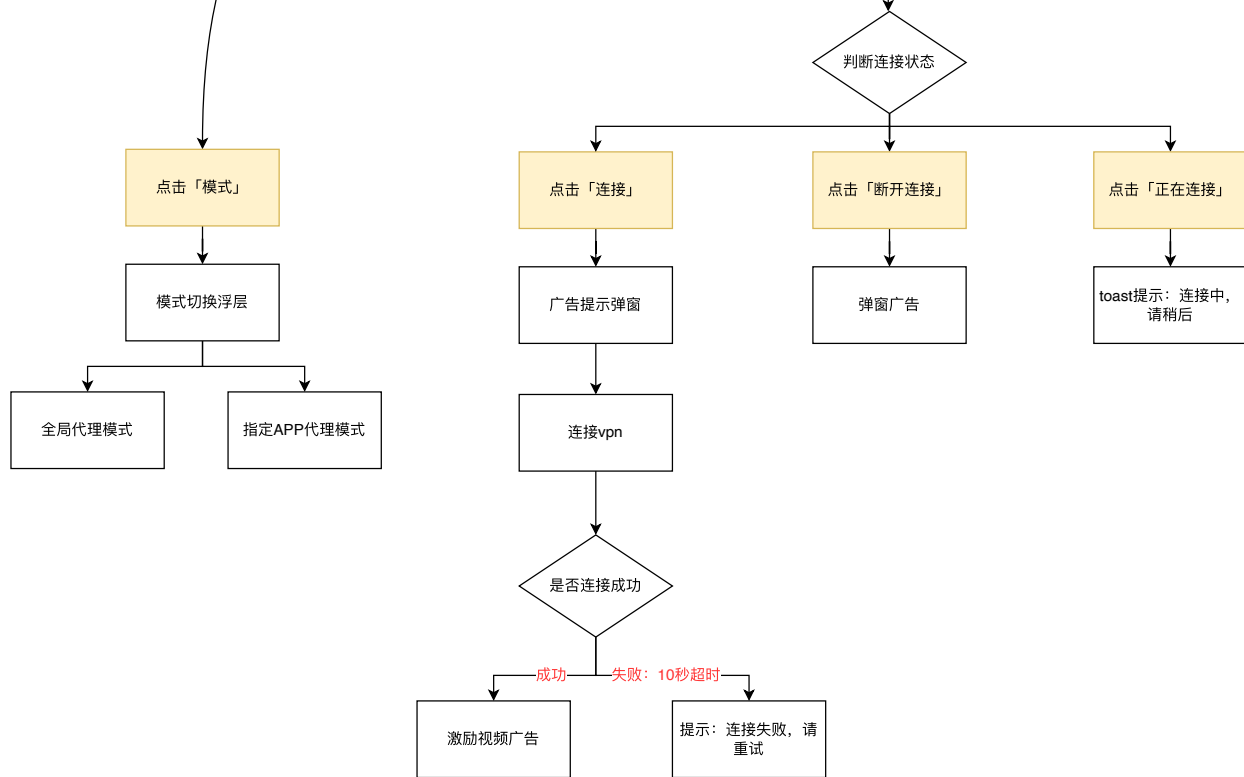 判断连接状态
点击「模式」
点击「连接」
点击「断开连接」
点击「正在连接」
模式切换浮层
广告提示弹窗
弹窗广告
toast提示：连接中，
请稍后
全局代理模式
指定APP代理模式
连接vpn
是否连接成功
成功
失败：10秒超时
激励视频广告
提示：连接失败，请
重试